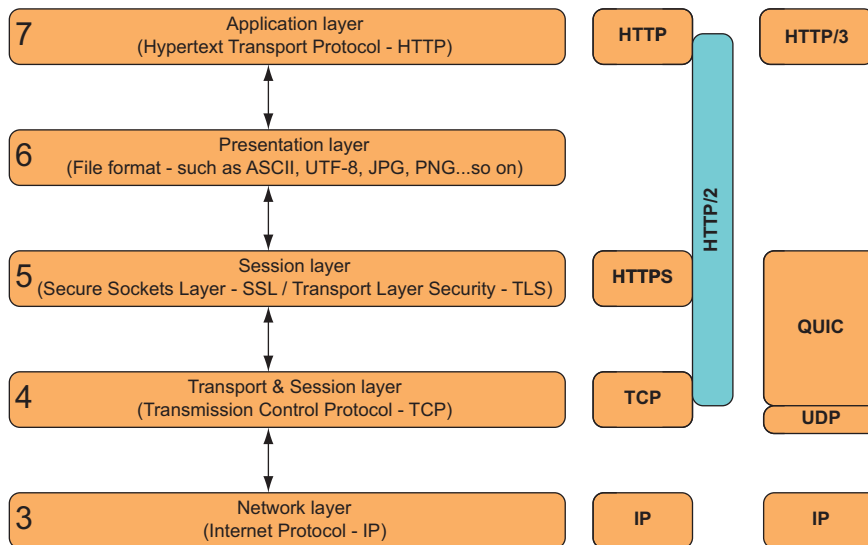 7
Application layer
(Hypertext Transport Protocol - HTTP)
HTTP
HTTP/3
6
Presentation layer
(File format - such as ASCII, UTF-8, JPG, PNG...so on)
HTTP/2
5
Session layer
(Secure Sockets Layer - SSL / Transport Layer Security - TLS)
HTTPS
QUIC
4
Transport & Session layer
(Transmission Control Protocol - TCP)
TCP
UDP
3
Network layer
(Internet Protocol - IP)
IP
IP